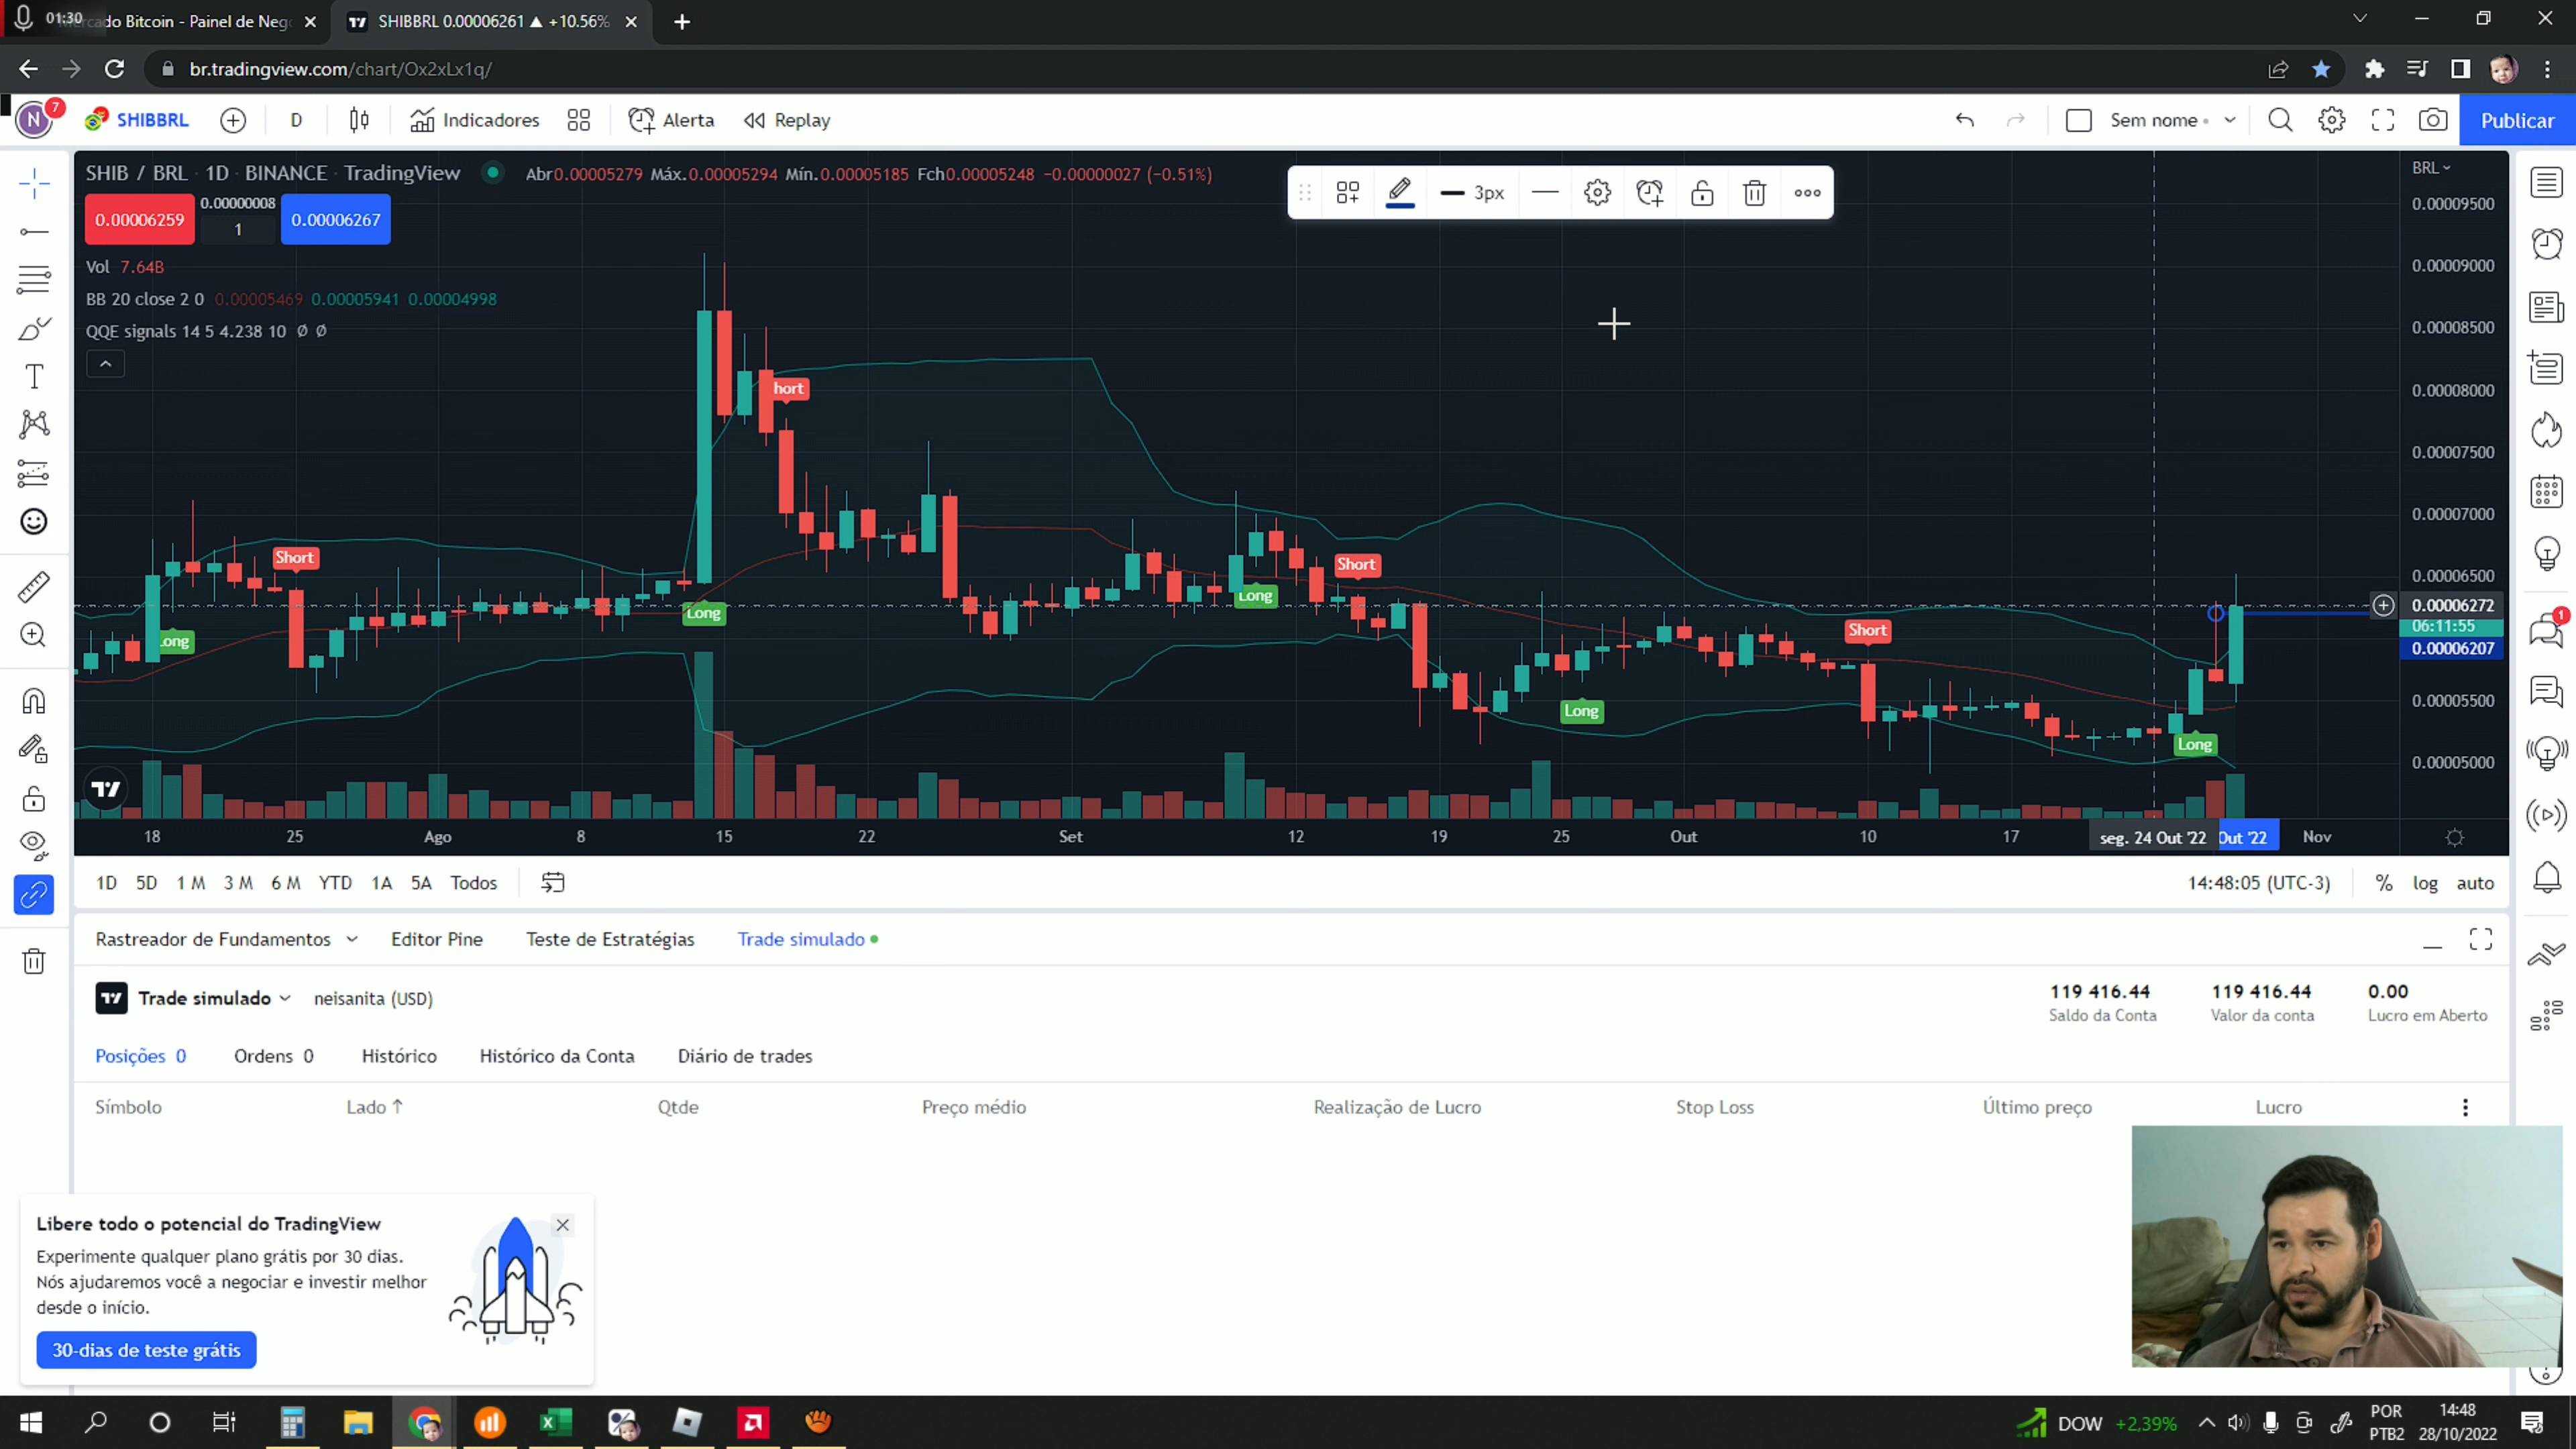 01:30
cado Bitcoin - Painel de Neg
SHIBBRL 0.00006261 ▲ +10.56%
br.tradingview.com/chart/Ox2xLx1q/
N
7
SHIBBRL
D
Indicadores
Alerta
Replay
Sem nome
Publicar
SHIB / BRL · 1D · BINANCE · TradingView
Abr0.00005279 Máx.0.00005294 Mín.0.00005185 Fch0.00005248 −0.00000027 (−0.51%)
0.00006259
0.00000008
1
0.00006267
3px
BRL
Vol 7.64B
BB 20 close 2 0 0.00005469 0.00005941 0.00004998
QQE signals 14 5 4.238 10 ∅ ∅
0.00009500
0.00009000
0.00008500
0.00008000
0.00007500
0.00007000
0.00006500
0.00006272
06:11:55
0.00006207
0.00005500
0.00005000
hort
Short
Short
Short
ong
Long
Long
Long
Long
18
25
Ago
8
15
22
Set
12
19
25
Out
10
17
seg. 24 Out '22
Out '22
Nov
1D 5D 1 M 3 M 6 M YTD 1A 5A Todos
14:48:05 (UTC-3)
% log auto
Rastreador de Fundamentos
Editor Pine
Teste de Estratégias
Trade simulado
1
Trade simulado
neisanita (USD)
119 416.44
Saldo da Conta
119 416.44
Valor da conta
0.00
Lucro em Aberto
Posições 0
Ordens 0
Histórico
Histórico da Conta
Diário de trades
Símbolo
Lado ↑
Qtde
Preço médio
Realização de Lucro
Stop Loss
Último preço
Lucro
Libere todo o potencial do TradingView
Experimente qualquer plano grátis por 30 dias.
Nós ajudaremos você a negociar e investir melhor
desde o início.
30-dias de teste grátis
DOW +2,39%
POR
PTB2
14:48
28/10/2022